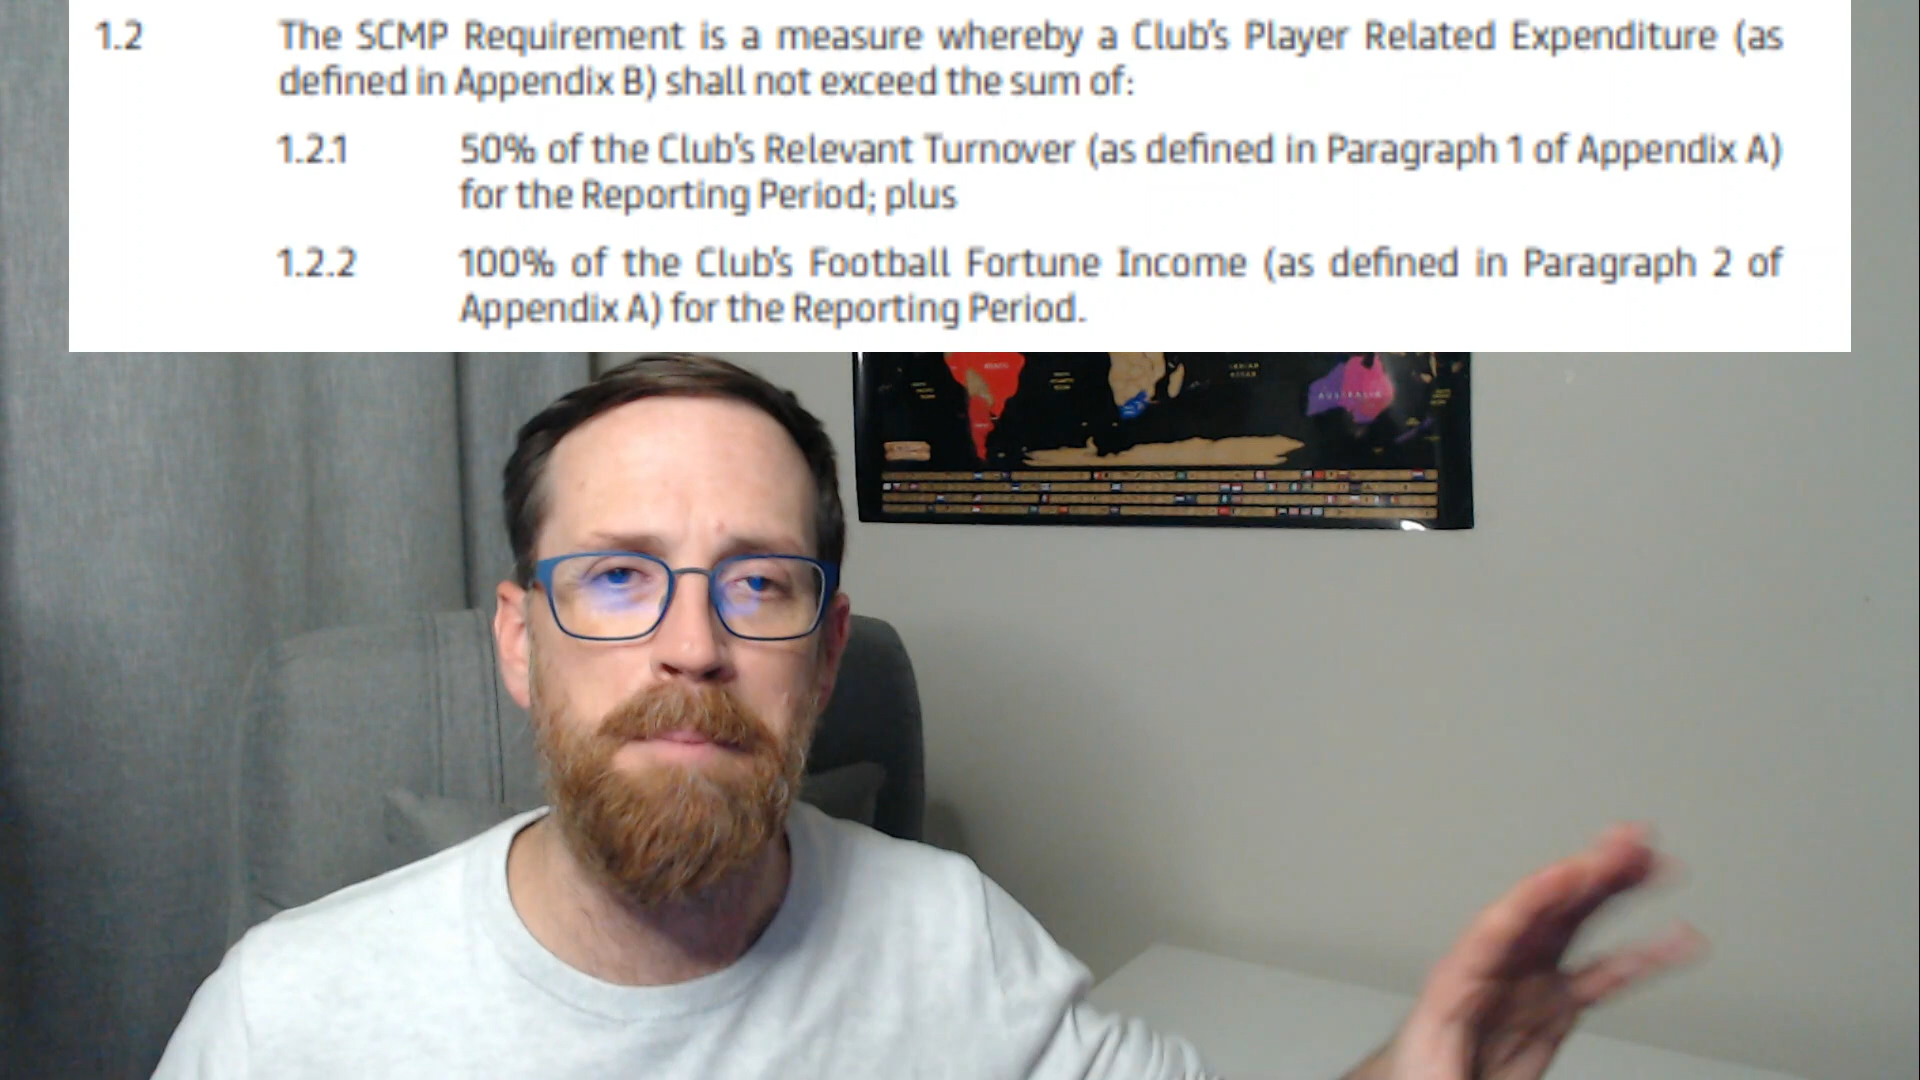 1.2 The SCMP Requirement is a measure whereby a Club's Player Related Expenditure (as
defined in Appendix B) shall not exceed the sum of:
1.2.1 50% of the Club's Relevant Turnover (as defined in Paragraph 1 of Appendix A)
for the Reporting Period; plus
1.2.2 100% of the Club's Football Fortune Income (as defined in Paragraph 2 of
Appendix A) for the Reporting Period.
AUSTRALIA